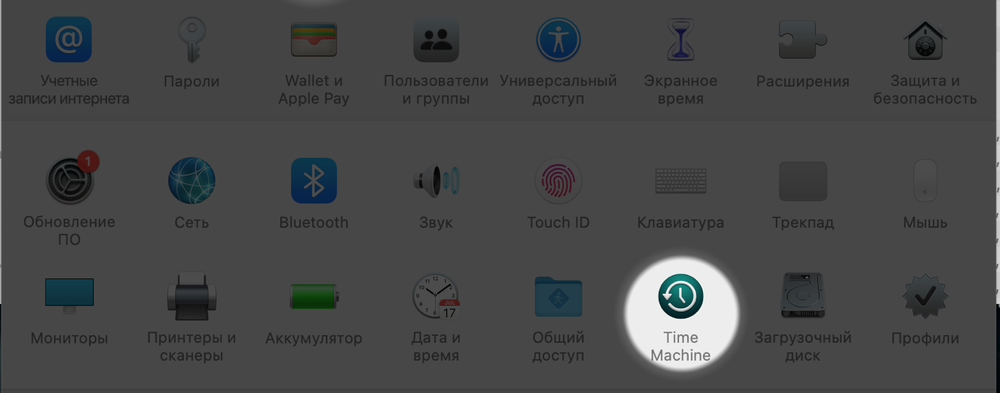 Учетные
записи интернета
Пароли
Wallet и
Apple Pay
Пользователи
и группы
Универсальный
доступ
Экранное
время
Расширения
Защита и
безопасность
1
Обновление
ПО
Сеть
Bluetooth
Звук
Touch ID
Клавиатура
Трекпад
Мышь
Мониторы
Принтеры и
сканеры
Аккумулятор
JUL
17
Дата и
время
Общий
доступ
Time
Machine
Загрузочный
диск
Профили